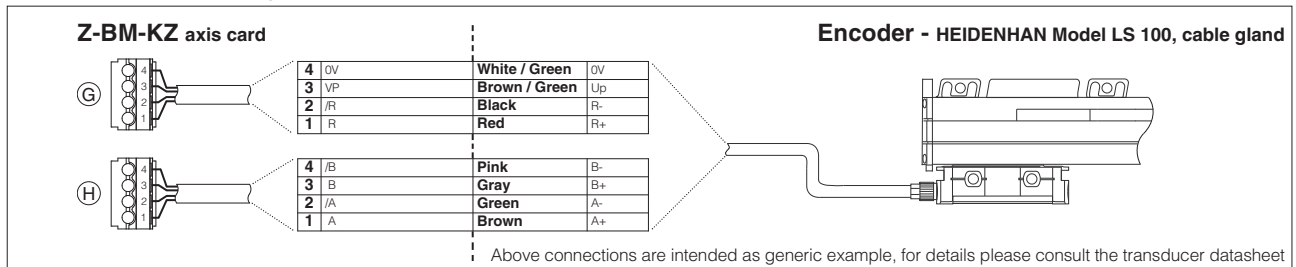 Z-BM-KZ axis card
Encoder - HEIDENHAN Model LS 100, cable gland
G
4
3
2
1
4 0V White / Green 0V
3 VP Brown / Green Up
2 /R Black R-
1 R Red R+
H
4
3
2
1
4 /B Pink B-
3 B Gray B+
2 /A Green A-
1 A Brown A+
Above connections are intended as generic example, for details please consult the transducer datasheet